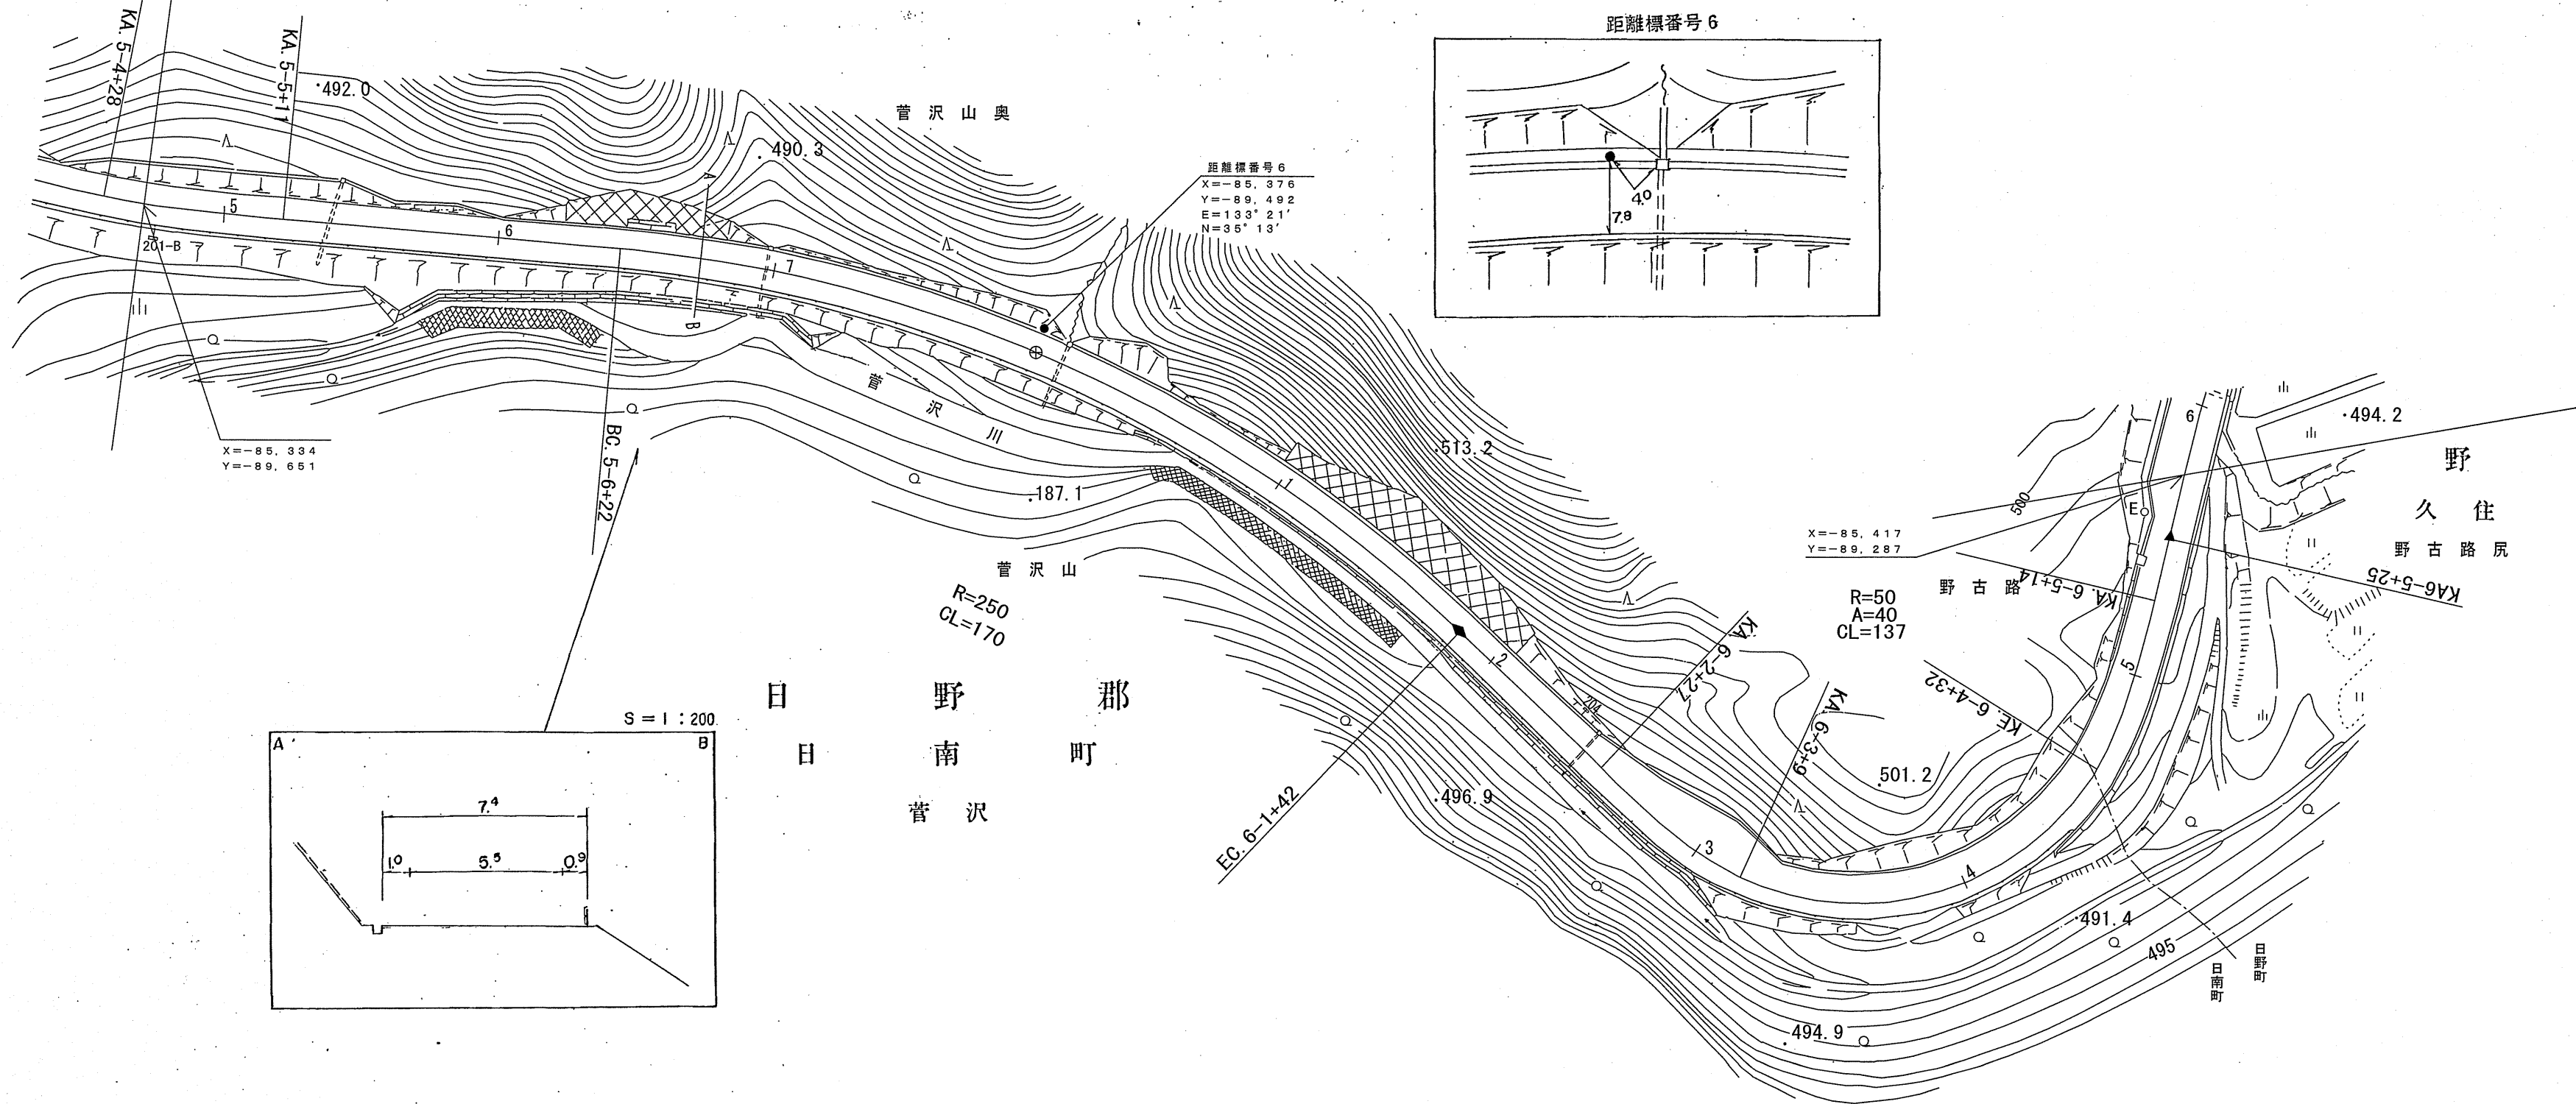 距離標番号6
KA. 5-4+28
KA. 5-5+11
492.0
490.3
菅沢山奥
距離標番号6
X=-85, 376
Y=-89, 492
E=133° 21′
N=35° 13′
4.0
7.8
5
6
7
A
B
201-B
X=-85, 334
Y=-89, 651
BC. 5-6+22
菅沢川
187.1
菅沢山
R=250
CL=170
1
513.2
2
204
日野郡
日南町
菅沢
S=1:200
A
B
7.4
1.0
5.5
0.9
EC. 6-1+42
KA. 6-2+27
KA. 6-3+9
496.9
3
4
501.2
R=50
A=40
CL=137
KE. 6-4+32
5
X=-85, 417
Y=-89, 287
野古路
KA. 6-5+14
KA6-5+25
500
E
6
494.2
野
久住
野古路尻
491.4
495
494.9
日南町
日野町